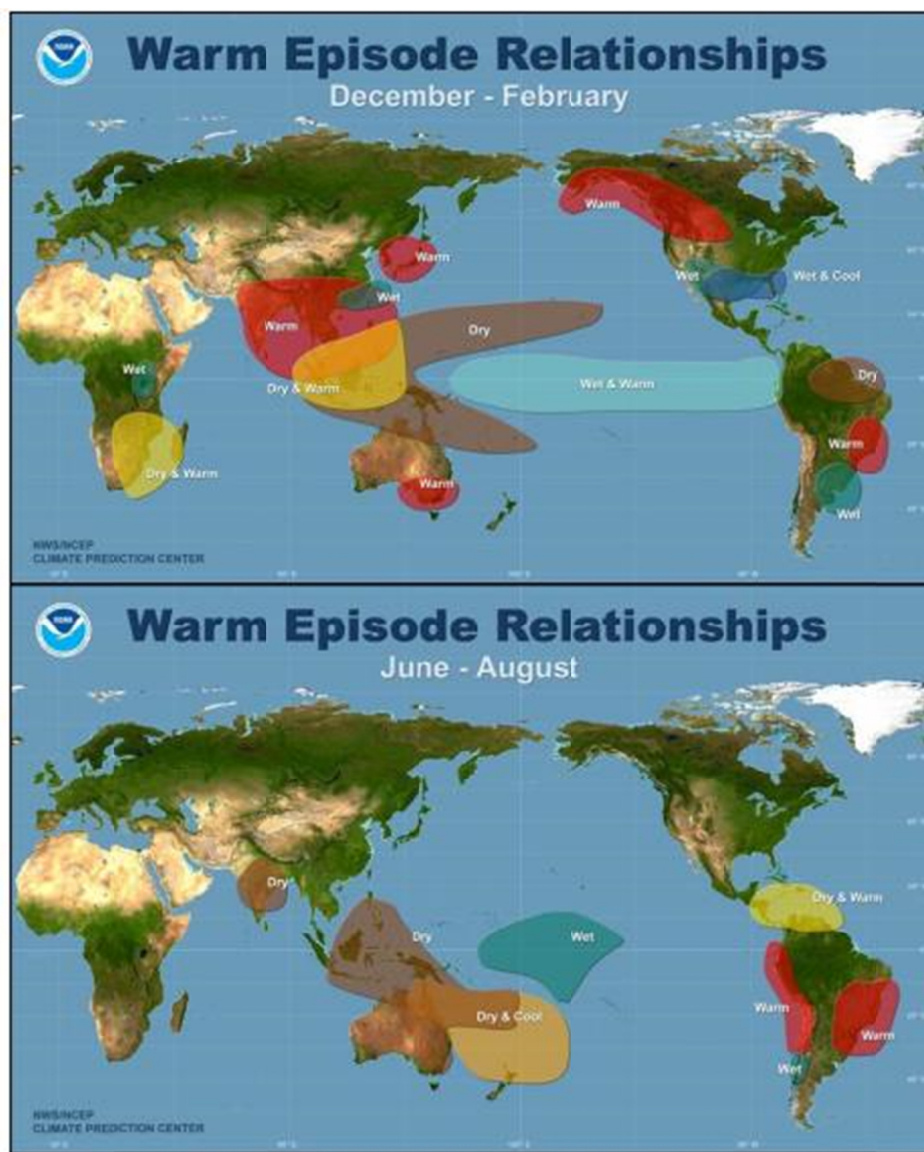 NOAA
Warm Episode Relationships
December - February
Warm
Warm
Wet
Wet & Cool
Wet
Warm
Dry
Wet
Dry & Warm
Wet & Warm
Dry
Warm
Dry & Warm
Warm
Wet
NWS/NCEP
CLIMATE PREDICTION CENTER
NOAA
Warm Episode Relationships
June - August
Dry
Dry & Warm
Dry
Wet
Warm
Dry & Cool
Warm
Wet
NWS/NCEP
CLIMATE PREDICTION CENTER